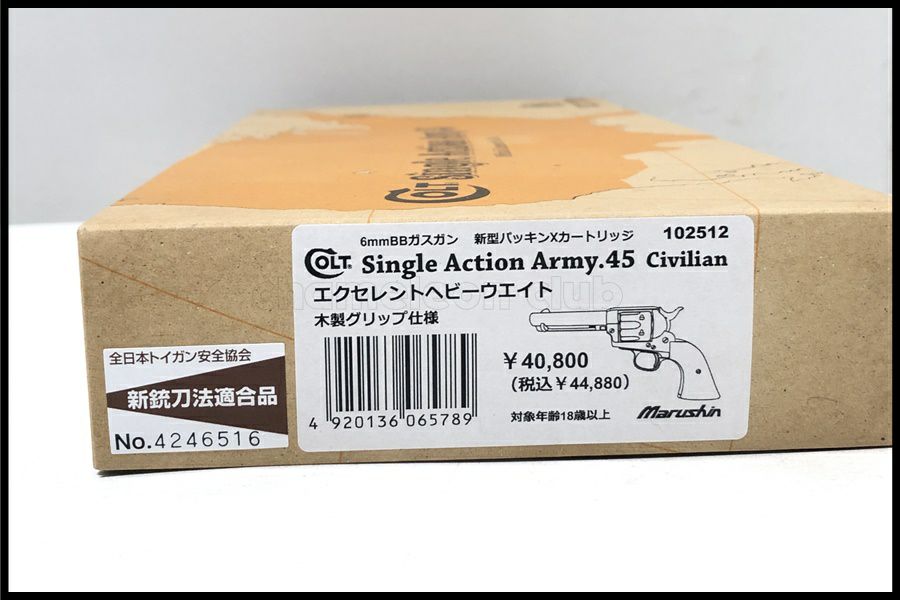 COLT
Single Action Army
6mmBBガスガン 新型パッキンXカートリッジ 102512
COLT Single Action Army.45 Civilian
エクセレントヘビーウエイト
木製グリップ仕様
¥40,800
(税込¥44,880)
対象年齢18歳以上 Marushin
4 920136 065789
全日本トイガン安全協会
新銃刀法適合品
No.4246516